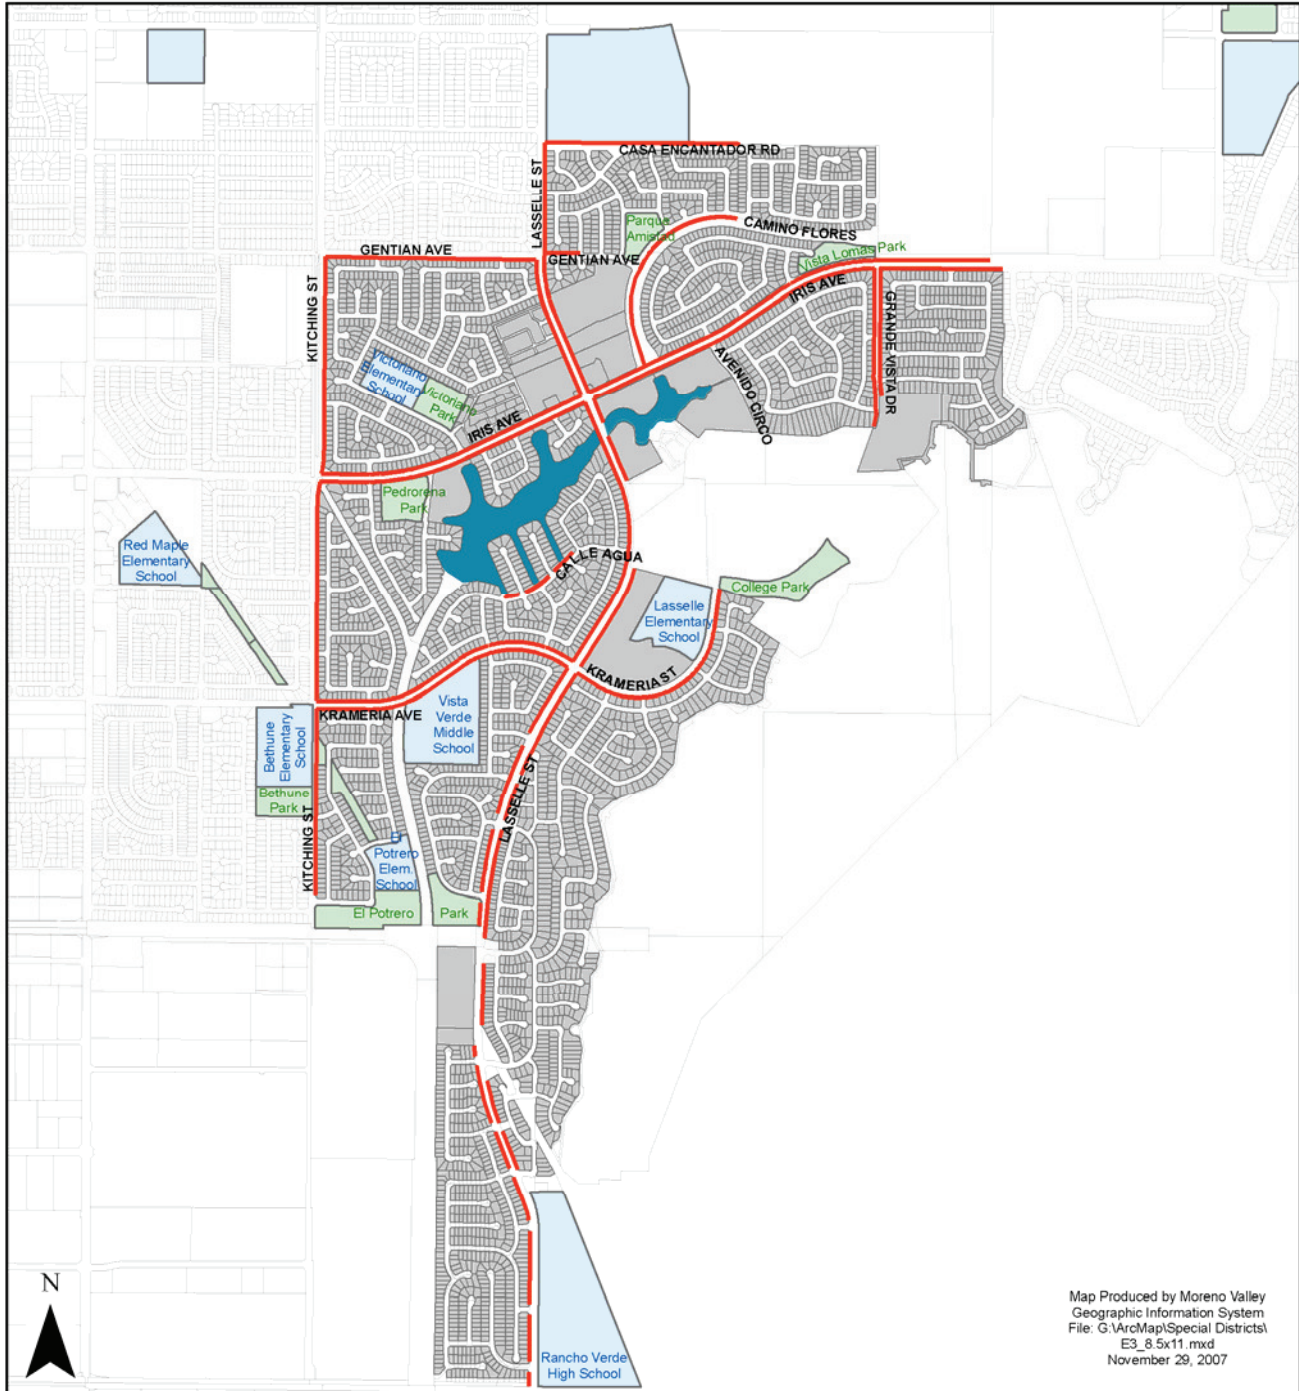 CASA ENCANTADOR RD
LASSELLE ST
Parque
Amistad
CAMINO FLORES
GENTIAN AVE
GENTIAN AVE
Vista Lomas Park
IRIS AVE
KITCHING ST
GRANDE VISTA DR
Victoriano
Elementary
School
Victoriano
Park
AVENIDO CIRCO
IRIS AVE
Pedrorena
Park
Red Maple
Elementary
School
CALLE AGUA
College Park
Lasselle
Elementary
School
KRAMERIA ST
KRAMERIA AVE
Vista
Verde
Middle
School
Bethune
Elementary
School
LASSELLE ST
Bethune
Park
KITCHING ST
El
Potrero
Elem.
School
El Potrero
Park
N
Rancho Verde
High School
Map Produced by Moreno Valley
Geographic Information System
File: G:\ArcMap\Special Districts\
E3_8.5x11.mxd
November 29, 2007